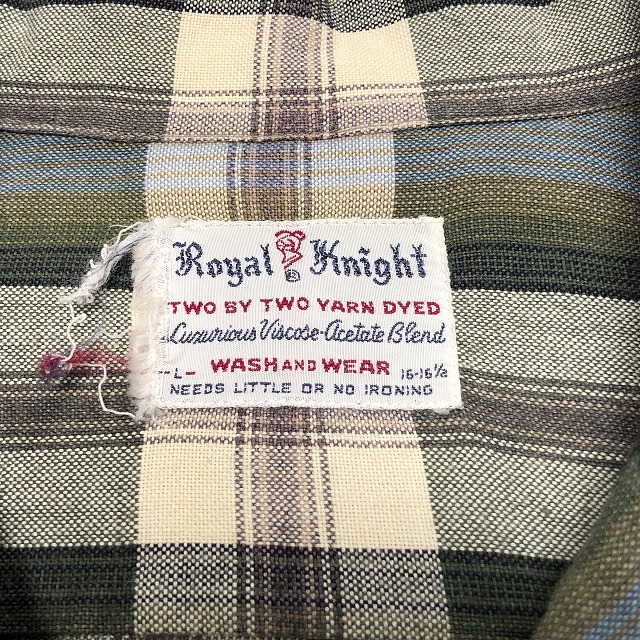 Royal Knight
TWO BY TWO YARN DYED
Luxurious Viscose-Acetate Blend
-L- WASH AND WEAR 16-16½
NEEDS LITTLE OR NO IRONING